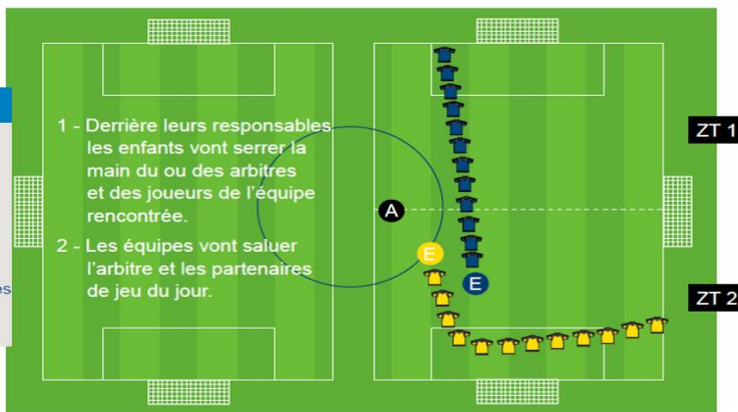 1 - Derrière leurs responsables
les enfants vont serrer la
main du ou des arbitres
et des joueurs de l'équipe
rencontrée.
2 - Les équipes vont saluer
l'arbitre et les partenaires
de jeu du jour.
ZT 1
A
E
E
ZT 2